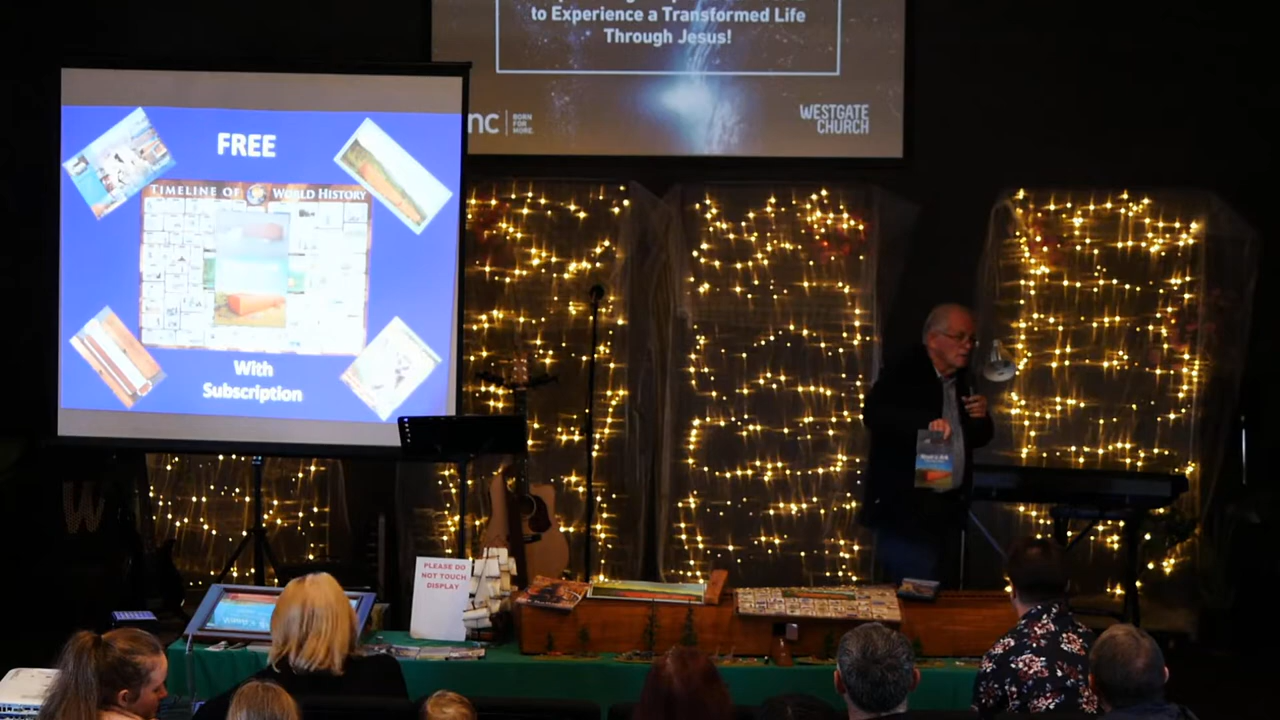 to Experience a Transformed Life
Through Jesus!
nc
BORN
FOR
MORE
WESTGATE
CHURCH
FREE
TIMELINE OF WORLD HISTORY
With
Subscription
W
PLEASE DO
NOT TOUCH
DISPLAY